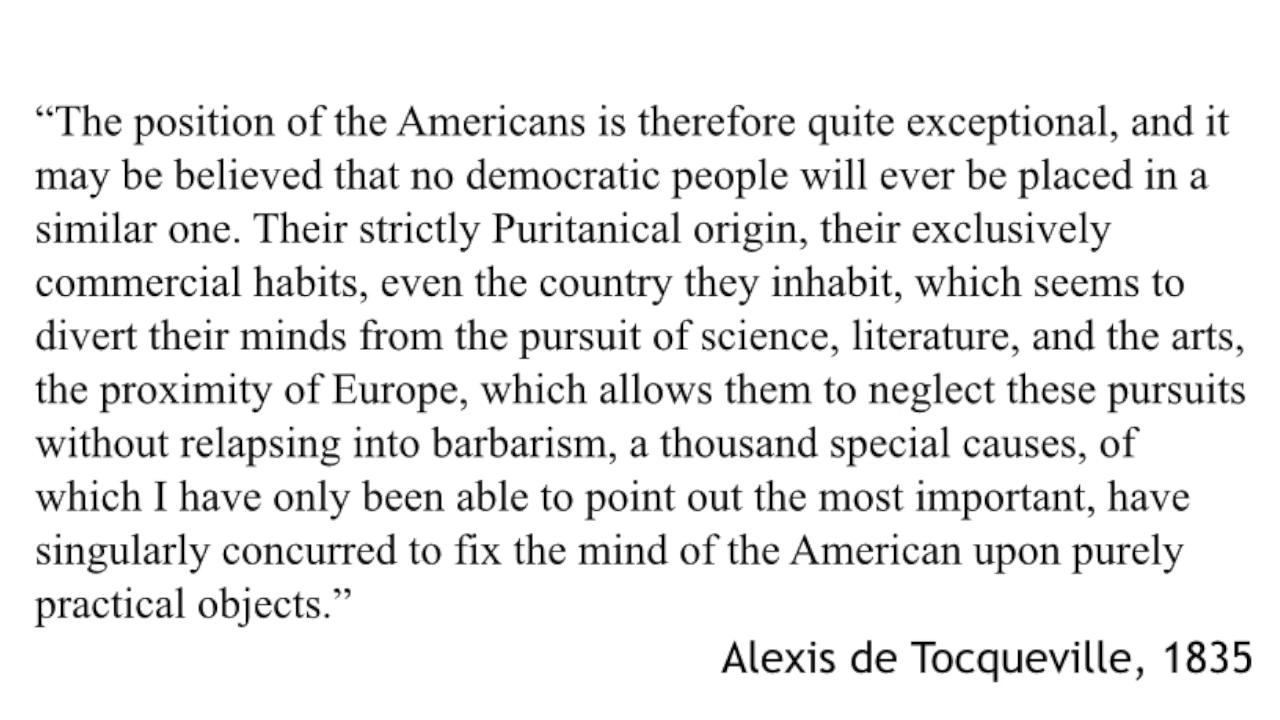 “The position of the Americans is therefore quite exceptional, and it
may be believed that no democratic people will ever be placed in a
similar one. Their strictly Puritanical origin, their exclusively
commercial habits, even the country they inhabit, which seems to
divert their minds from the pursuit of science, literature, and the arts,
the proximity of Europe, which allows them to neglect these pursuits
without relapsing into barbarism, a thousand special causes, of
which I have only been able to point out the most important, have
singularly concurred to fix the mind of the American upon purely
practical objects.”
Alexis de Tocqueville, 1835